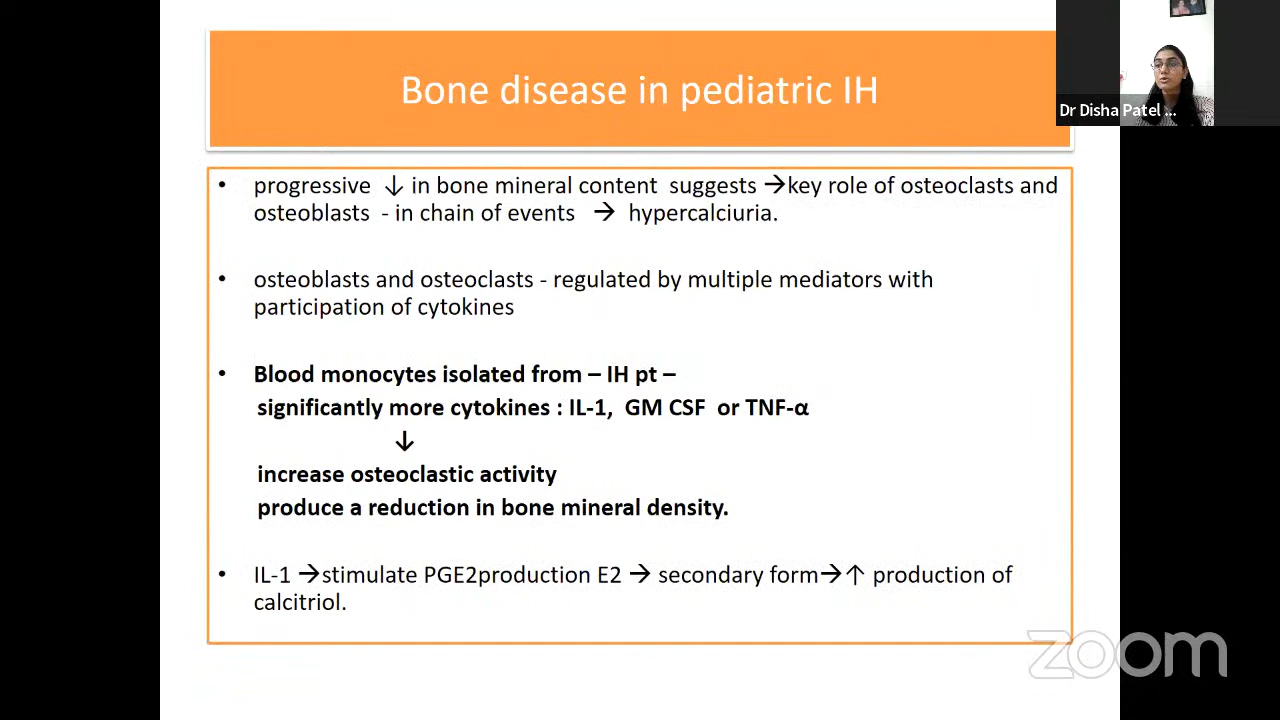 Bone disease in pediatric IH
Dr Disha Patel ...
• progressive ↓ in bone mineral content suggests →key role of osteoclasts and
osteoblasts - in chain of events → hypercalciuria.
• osteoblasts and osteoclasts - regulated by multiple mediators with
participation of cytokines
• Blood monocytes isolated from – IH pt –
significantly more cytokines : IL-1, GM CSF or TNF-α
↓
increase osteoclastic activity
produce a reduction in bone mineral density.
• IL-1 →stimulate PGE2production E2 → secondary form→↑ production of
calcitriol.
zoom